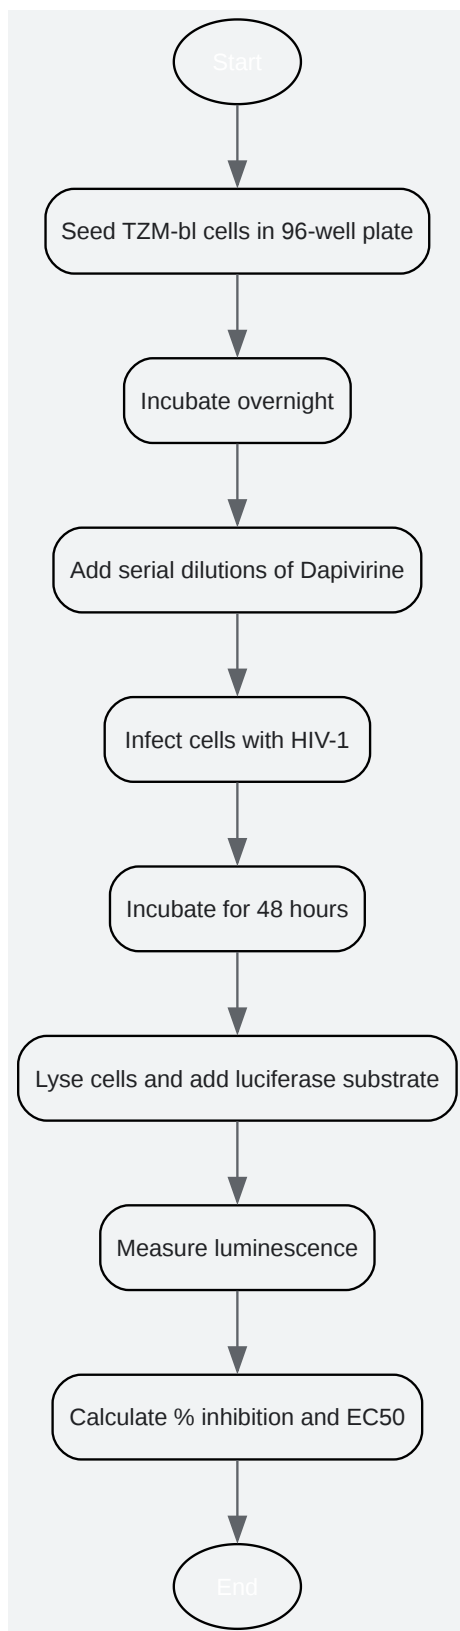 Start
Seed TZM-bl cells in 96-well plate
Incubate overnight
Add serial dilutions of Dapivirine
Infect cells with HIV-1
Incubate for 48 hours
Lyse cells and add luciferase substrate
Measure luminescence
Calculate % inhibition and EC50
End